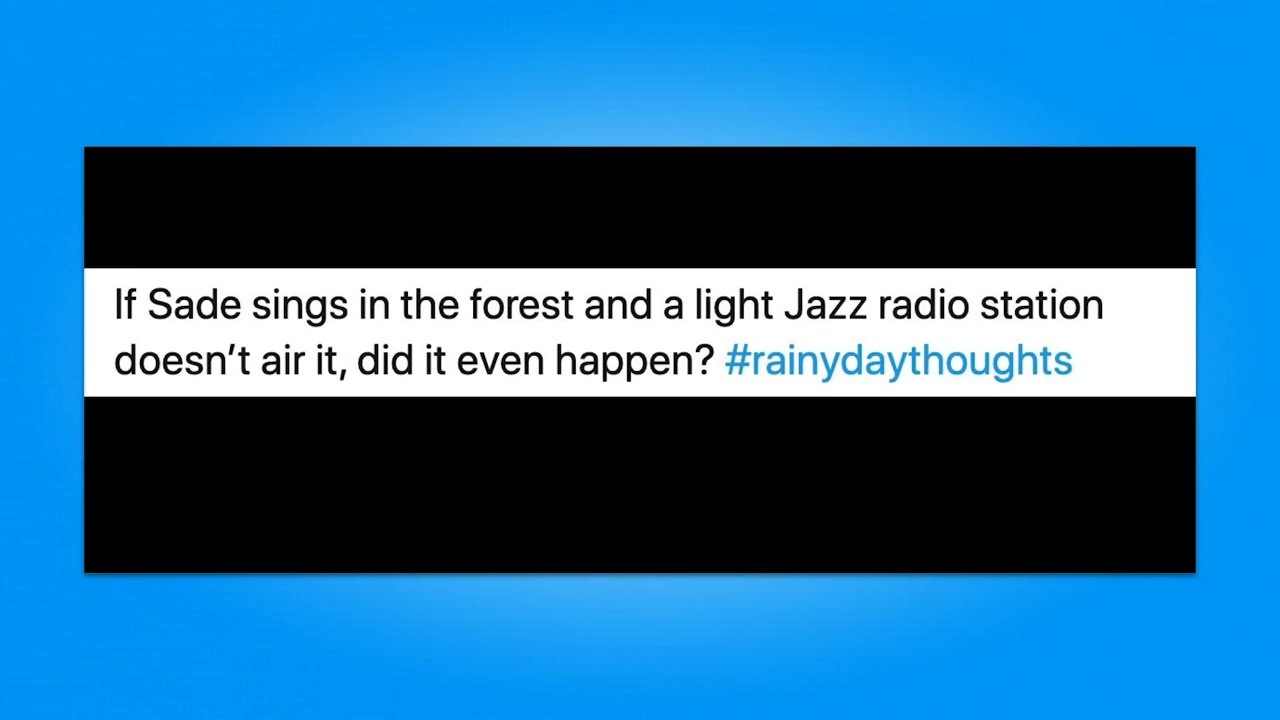 If Sade sings in the forest and a light Jazz radio station
doesn’t air it, did it even happen? #rainydaythoughts